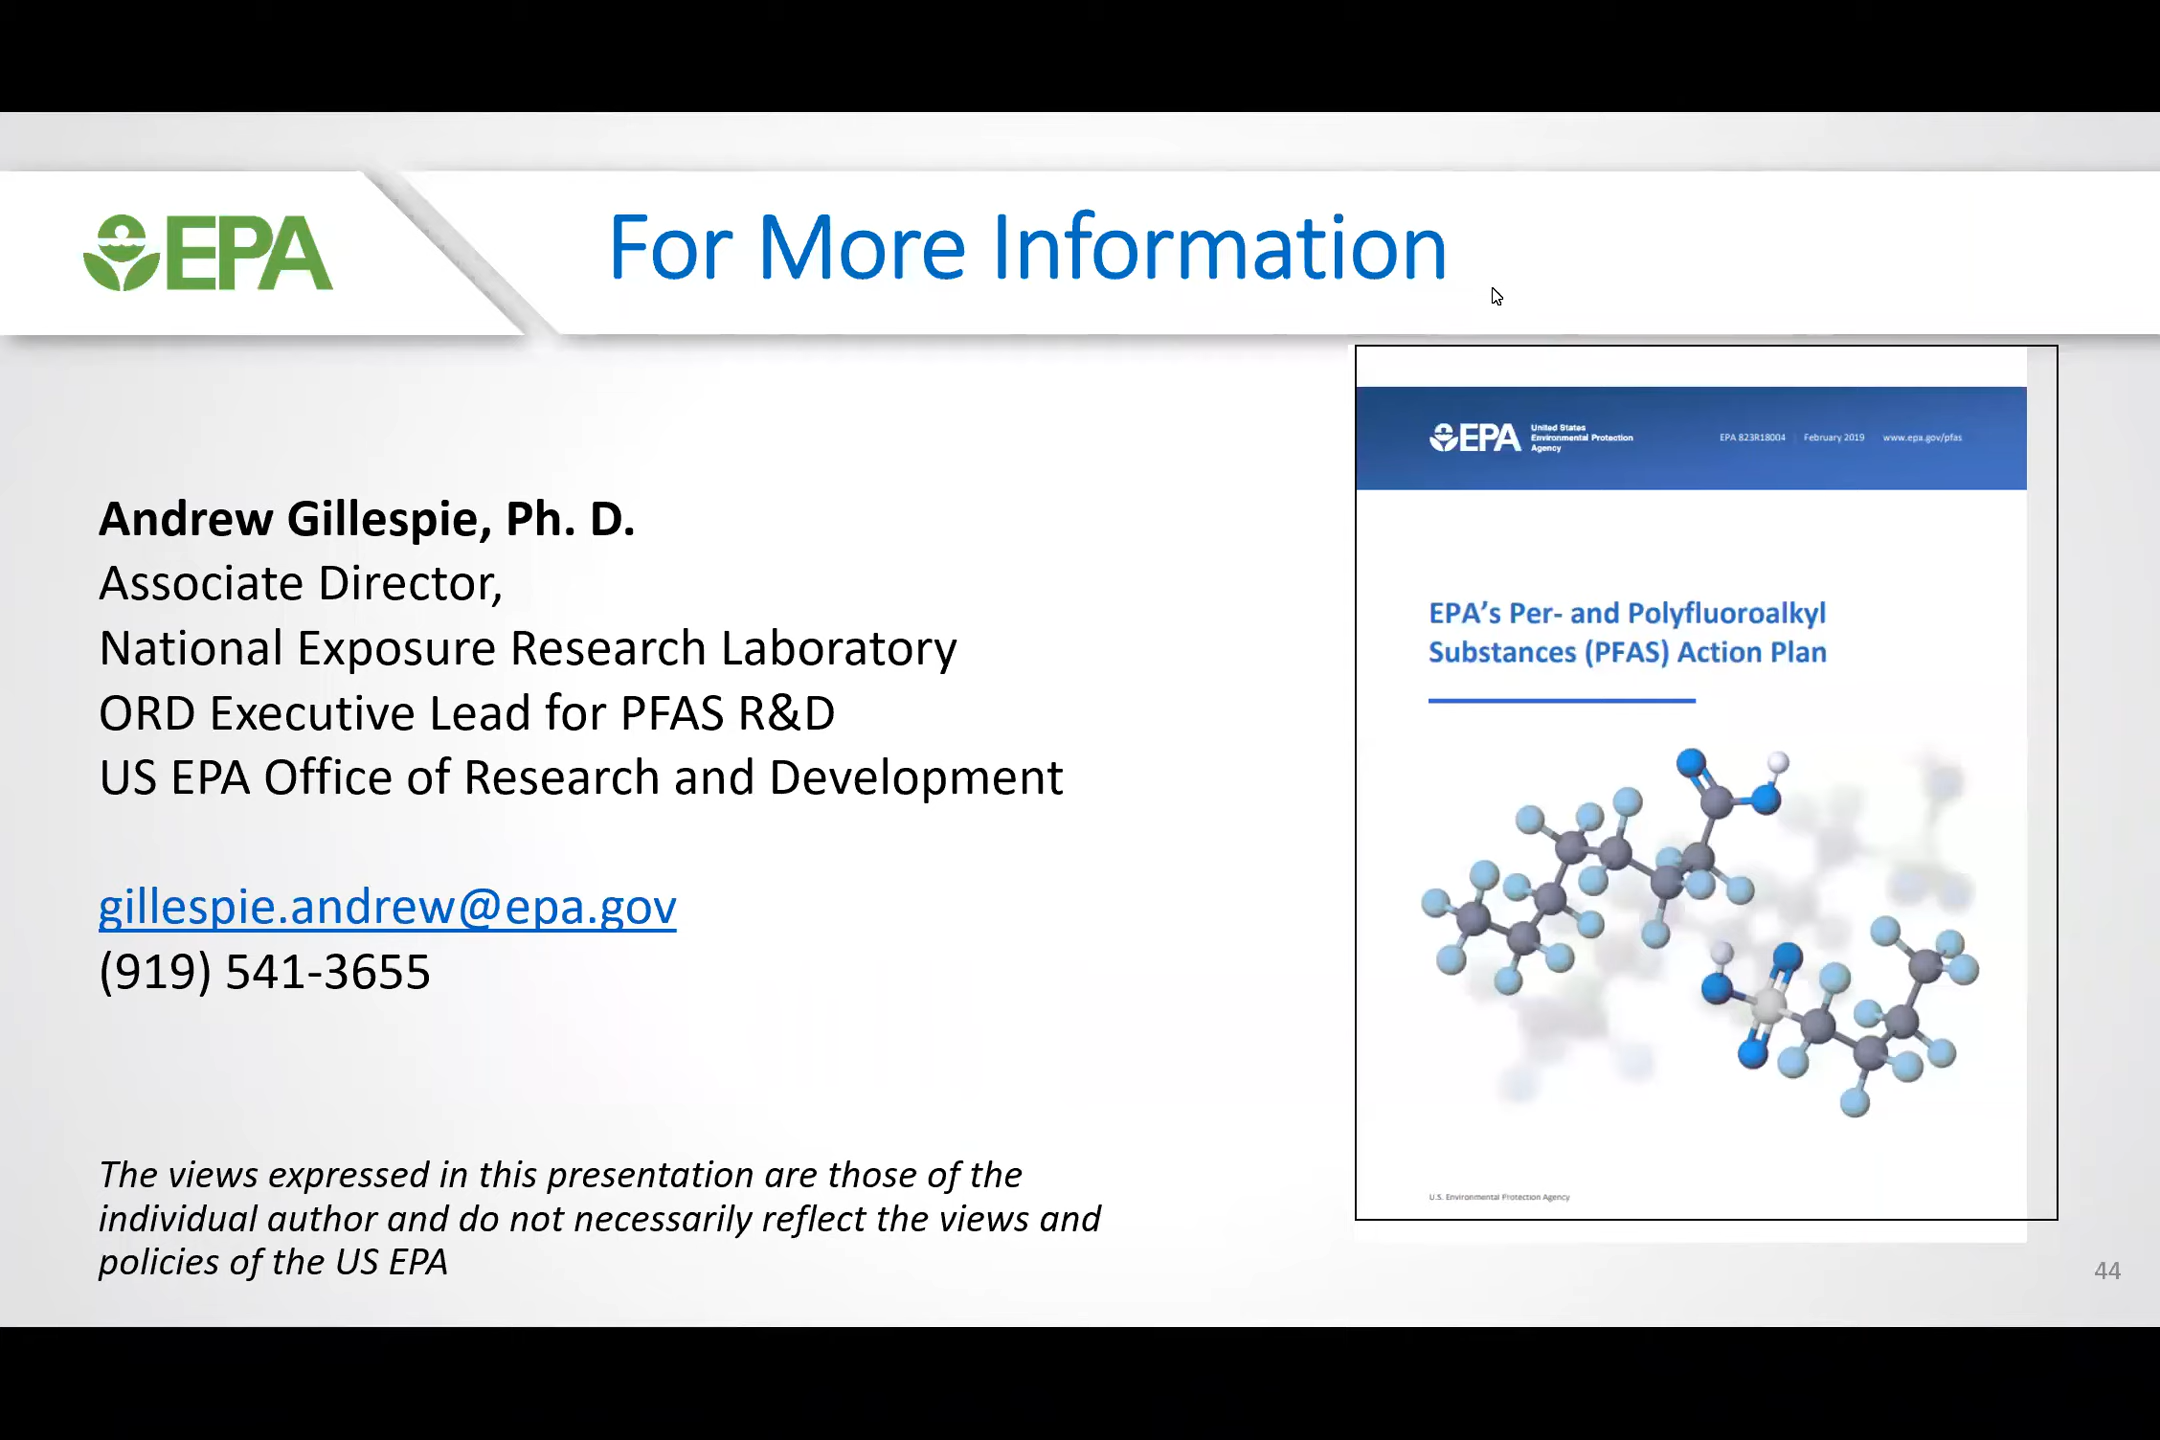 EPA
For More Information
Andrew Gillespie, Ph. D.
Associate Director,
National Exposure Research Laboratory
ORD Executive Lead for PFAS R&D
US EPA Office of Research and Development
gillespie.andrew@epa.gov
(919) 541-3655
The views expressed in this presentation are those of the
individual author and do not necessarily reflect the views and
policies of the US EPA
EPA
United States
Environmental Protection
Agency
EPA 823R18004 | February 2019 www.epa.gov/pfas
EPA’s Per- and Polyfluoroalkyl
Substances (PFAS) Action Plan
U.S. Environmental Protection Agency
44